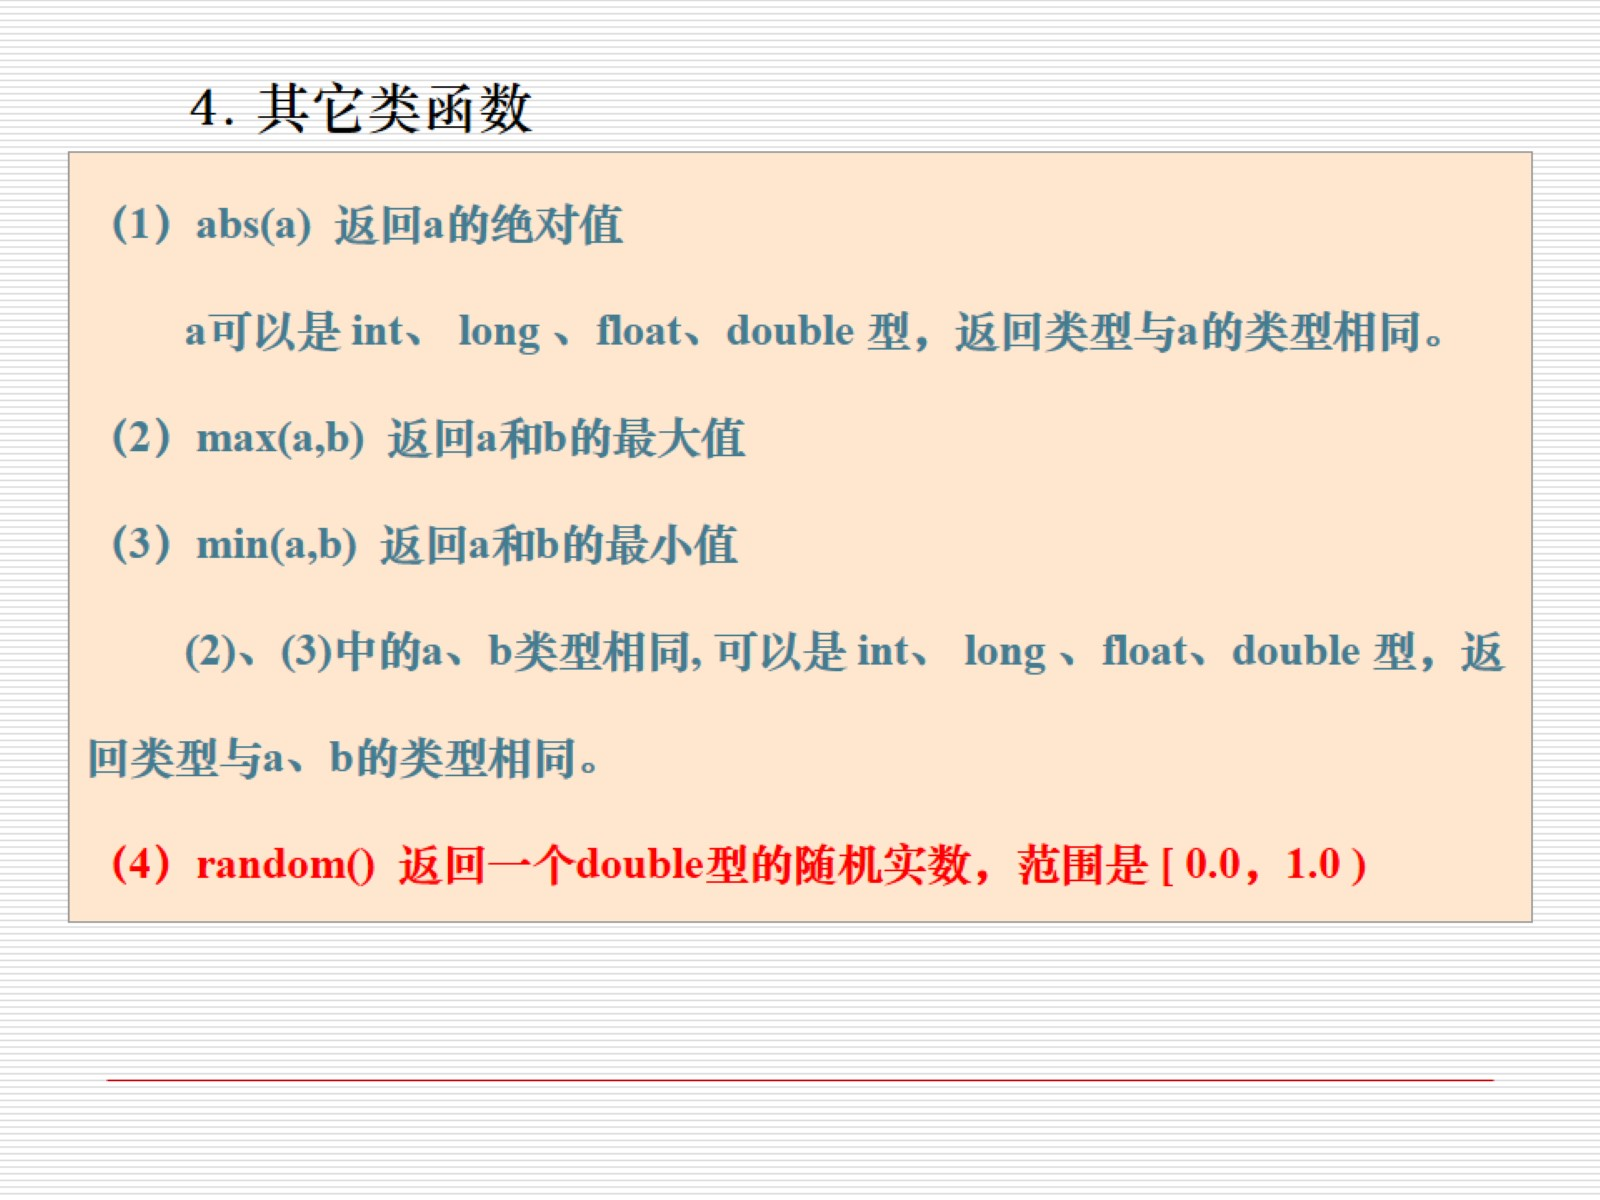 4. 其它类函数
（1）abs(a) 返回a的绝对值
a可以是 int、 long 、float、double 型，返回类型与a的类型相同。
（2）max(a,b) 返回a和b的最大值
（3）min(a,b) 返回a和b的最小值
(2)、(3)中的a、b类型相同, 可以是 int、 long 、float、double 型，返
回类型与a、b的类型相同。
（4）random() 返回一个double型的随机实数，范围是 [ 0.0，1.0 )